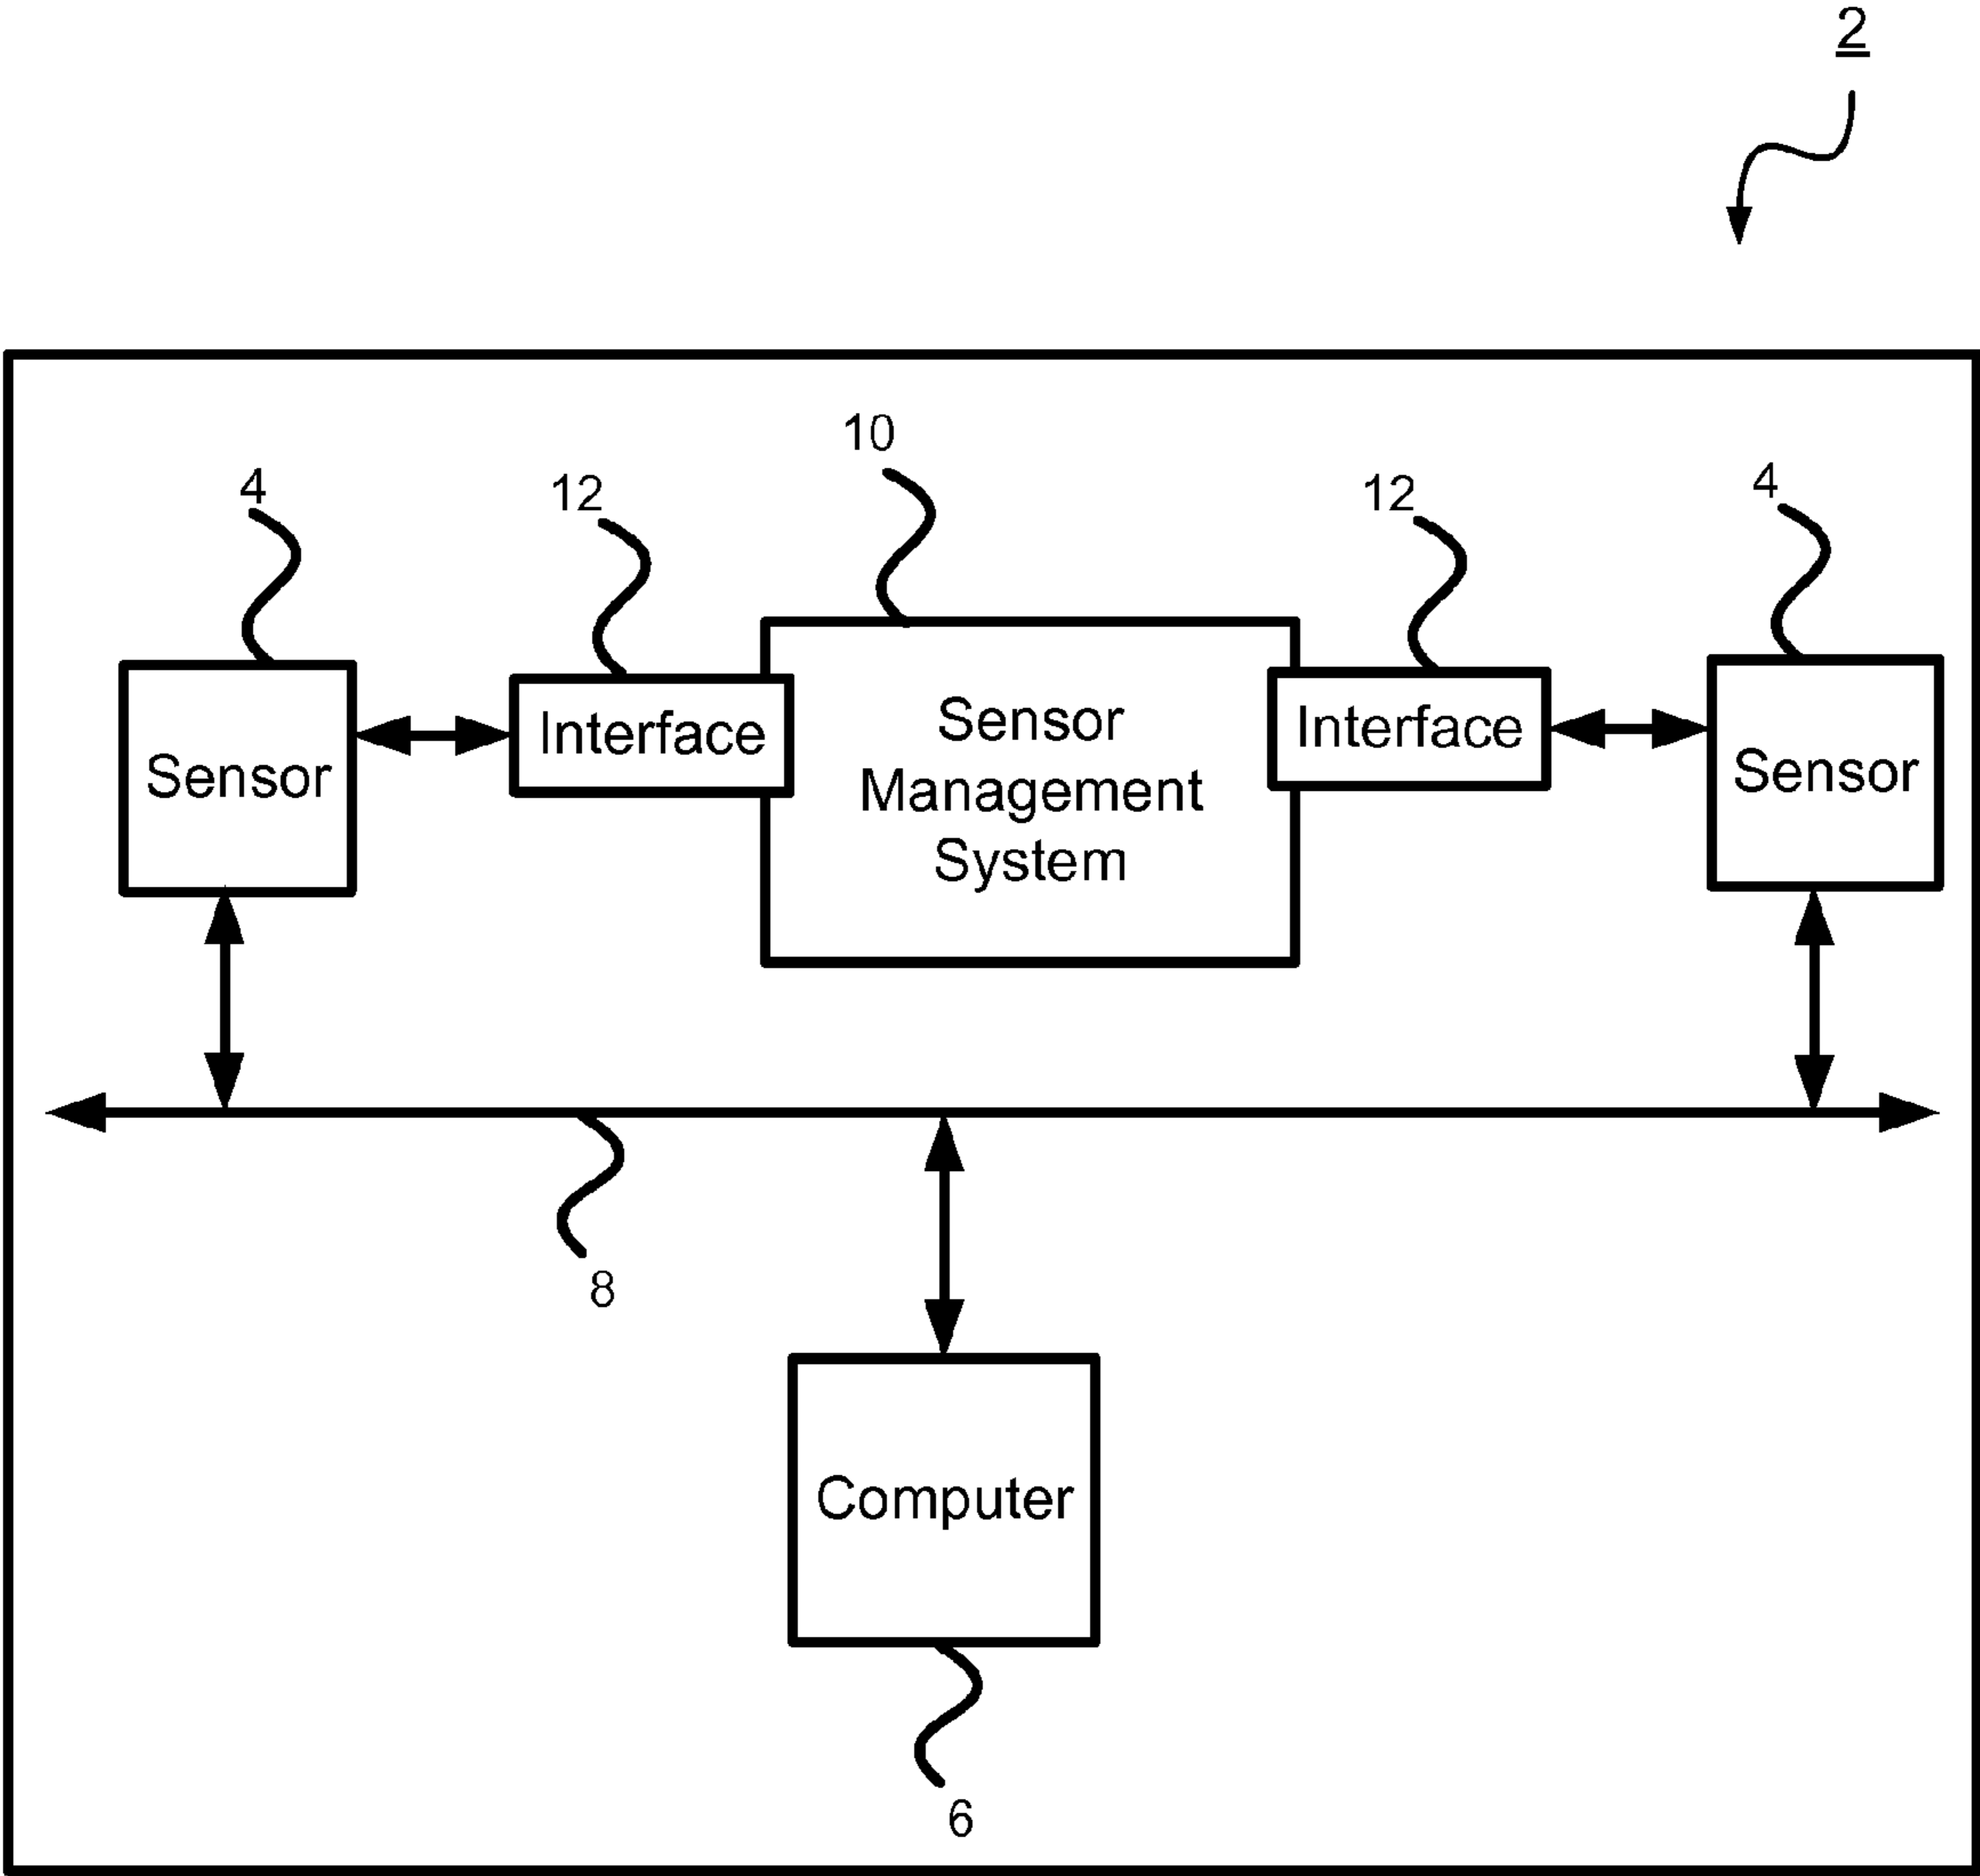 2
10
4
12
12
4
Sensor
Interface
Sensor
Management
System
Interface
Sensor
8
Computer
6